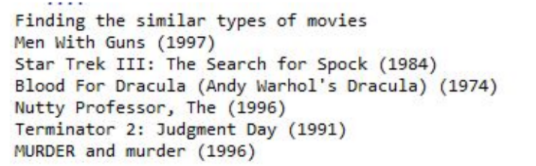 Finding the similar types of movies
Men With Guns (1997)
Star Trek III: The Search for Spock (1984)
Blood For Dracula (Andy Warhol's Dracula) (1974)
Nutty Professor, The (1996)
Terminator 2: Judgment Day (1991)
MURDER and murder (1996)